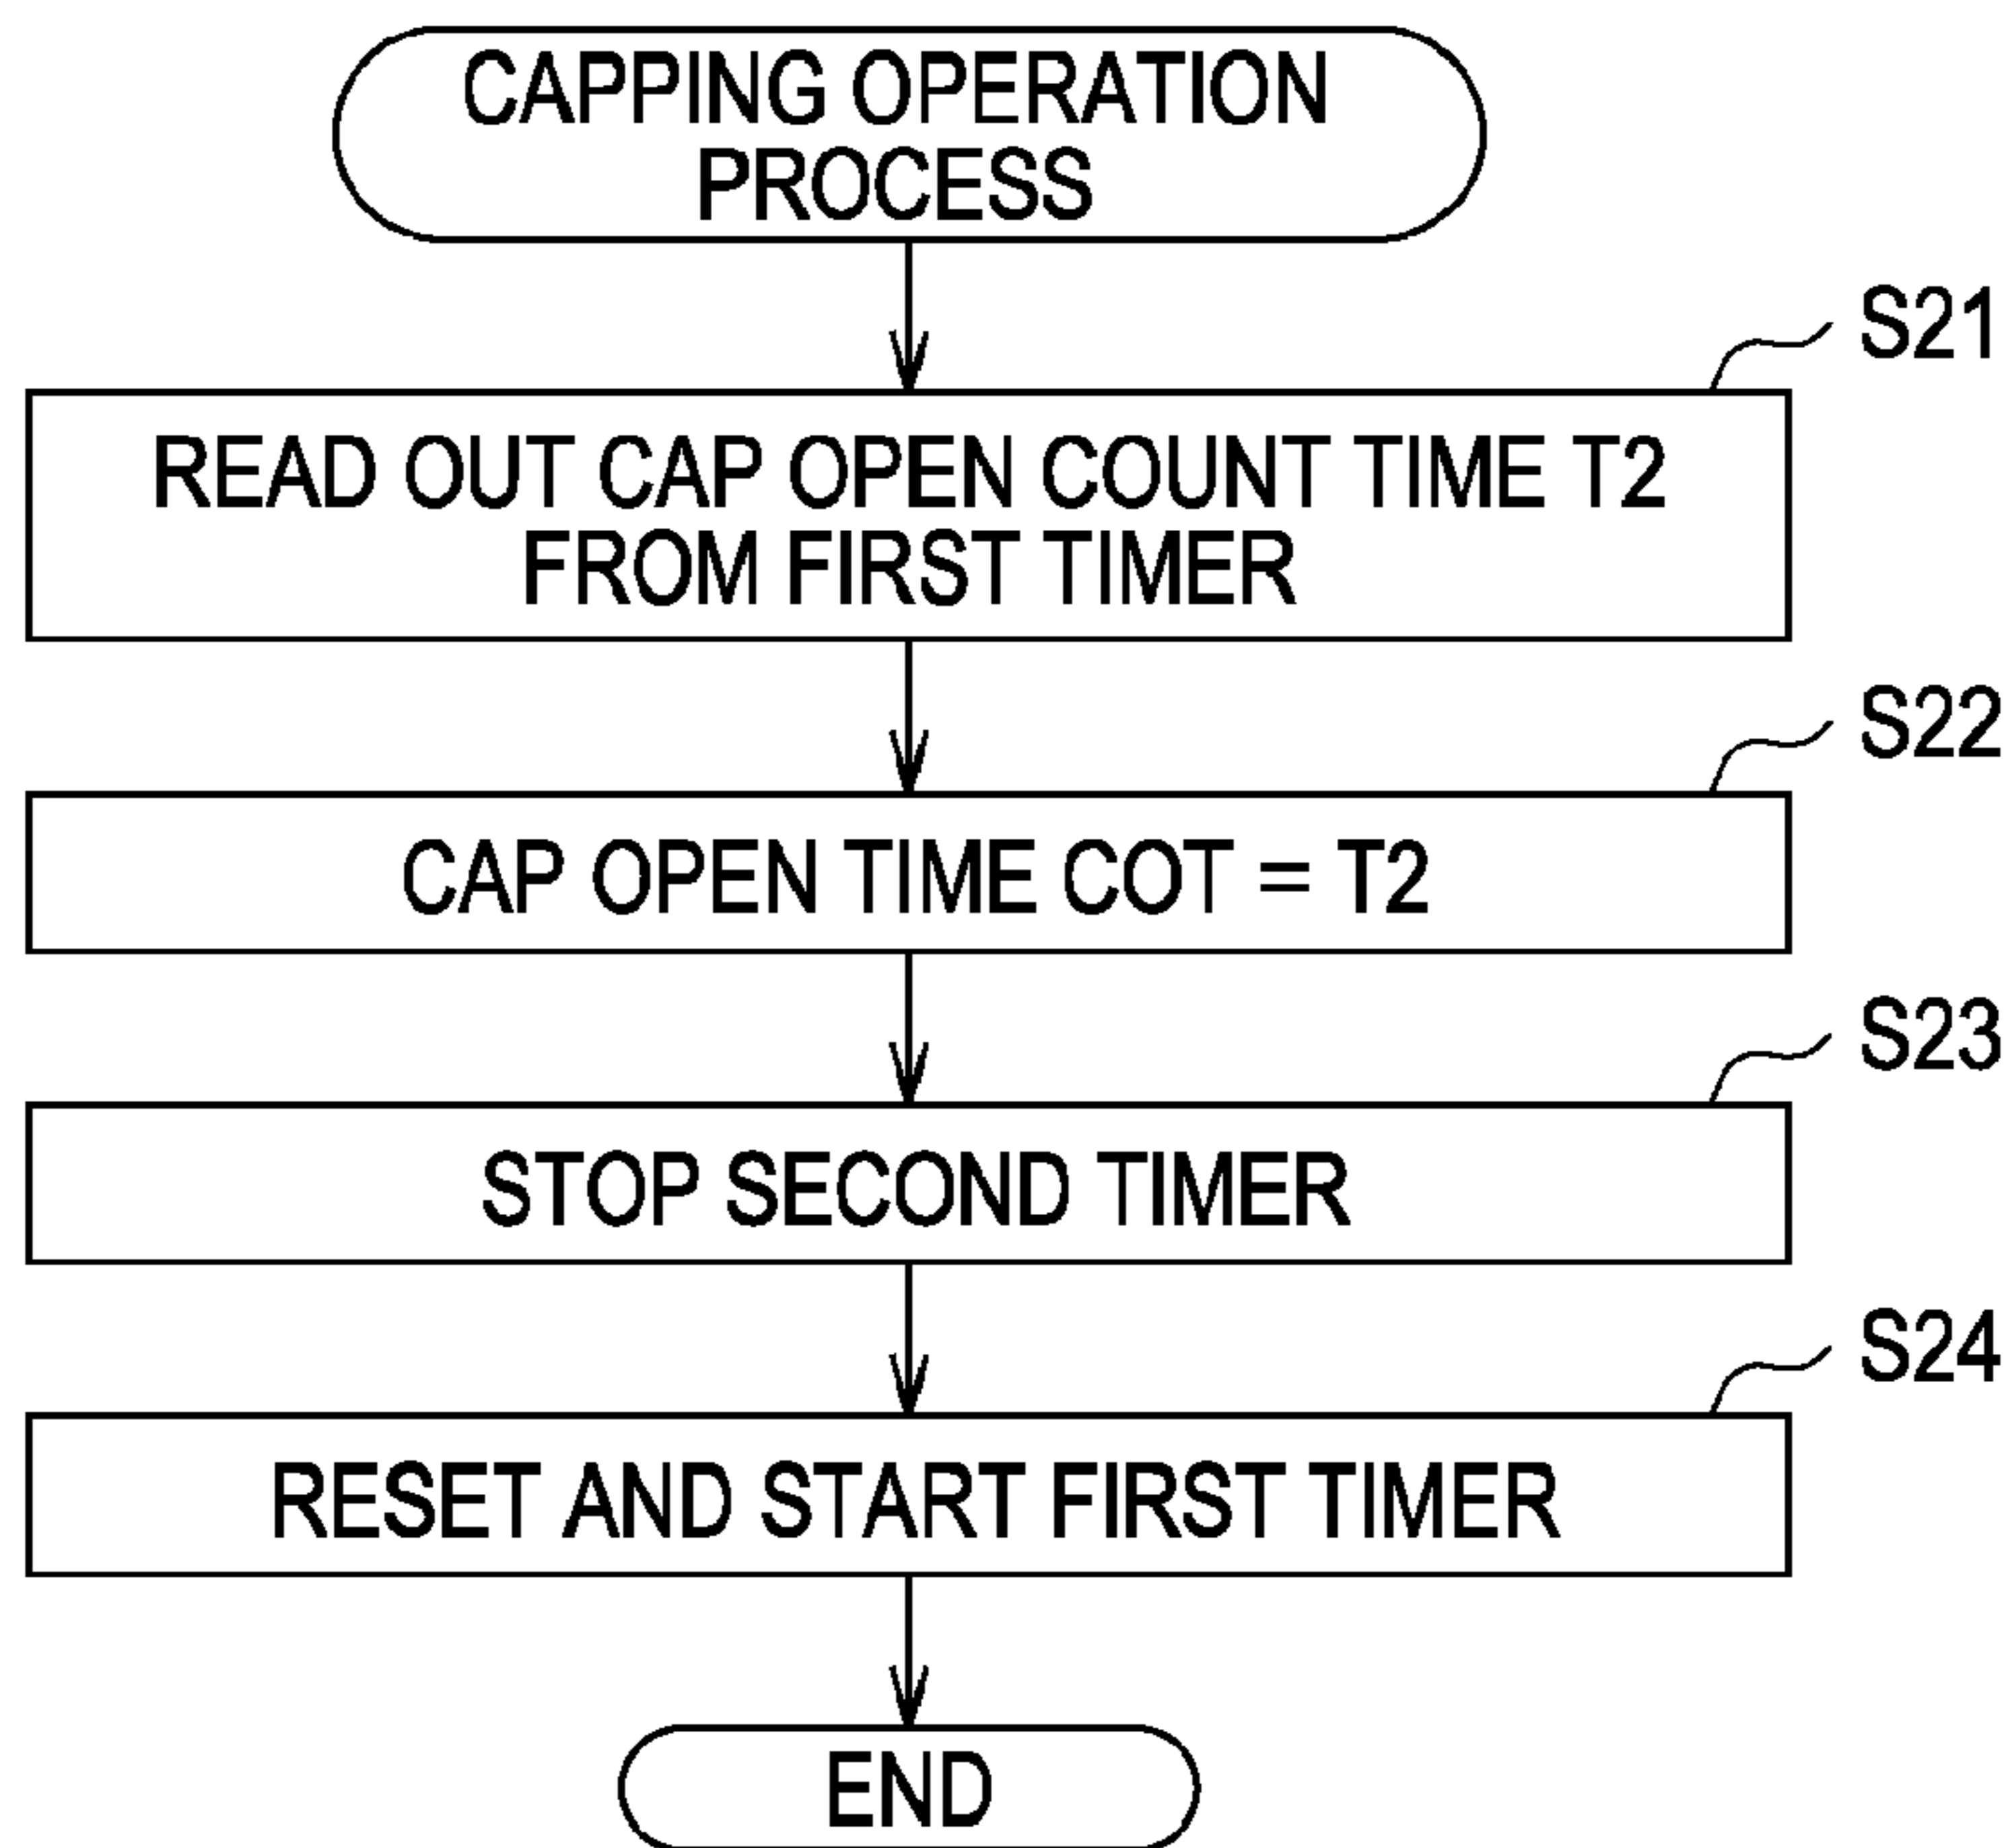 CAPPING OPERATION
PROCESS
S21
READ OUT CAP OPEN COUNT TIME T2
FROM FIRST TIMER
S22
CAP OPEN TIME COT = T2
S23
STOP SECOND TIMER
S24
RESET AND START FIRST TIMER
END